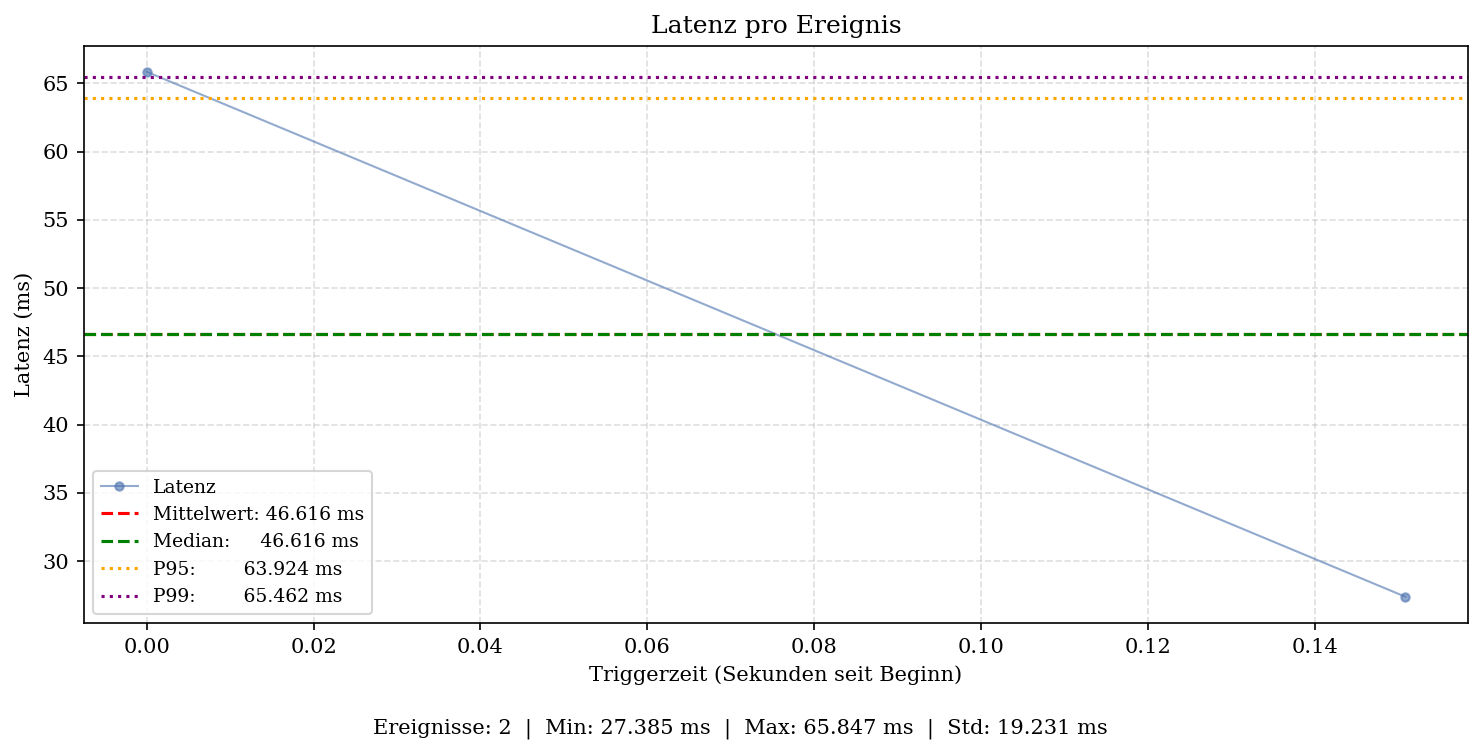 Latenz pro Ereignis
Latenz (ms)
65
60
55
50
45
40
35
30
Latenz
Mittelwert: 46.616 ms
Median: 46.616 ms
P95: 63.924 ms
P99: 65.462 ms
0.00 0.02 0.04 0.06 0.08 0.10 0.12 0.14
Triggerzeit (Sekunden seit Beginn)
Ereignisse: 2 | Min: 27.385 ms | Max: 65.847 ms | Std: 19.231 ms